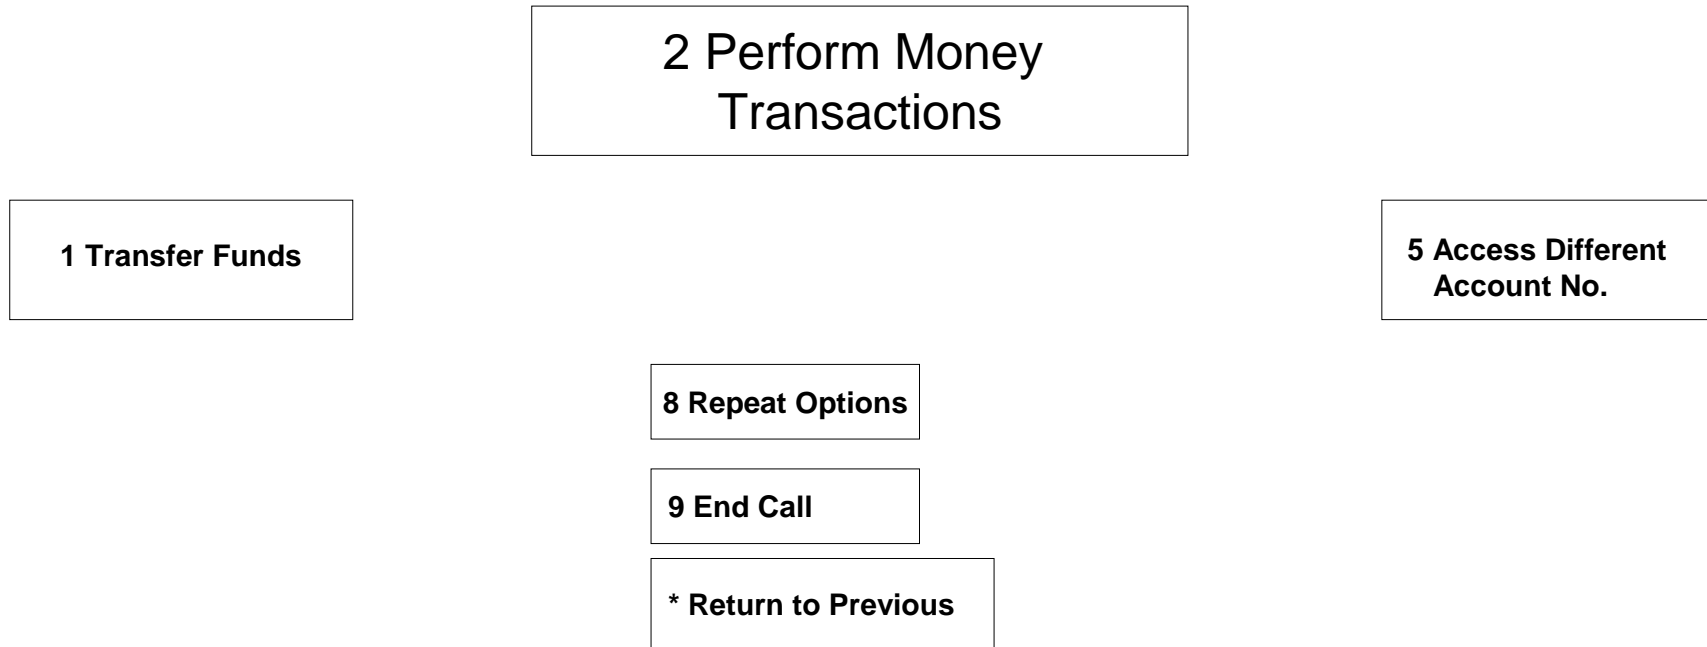 2 Perform Money
Transactions
1 Transfer Funds
5 Access Different
Account No.
8 Repeat Options
9 End Call
* Return to Previous